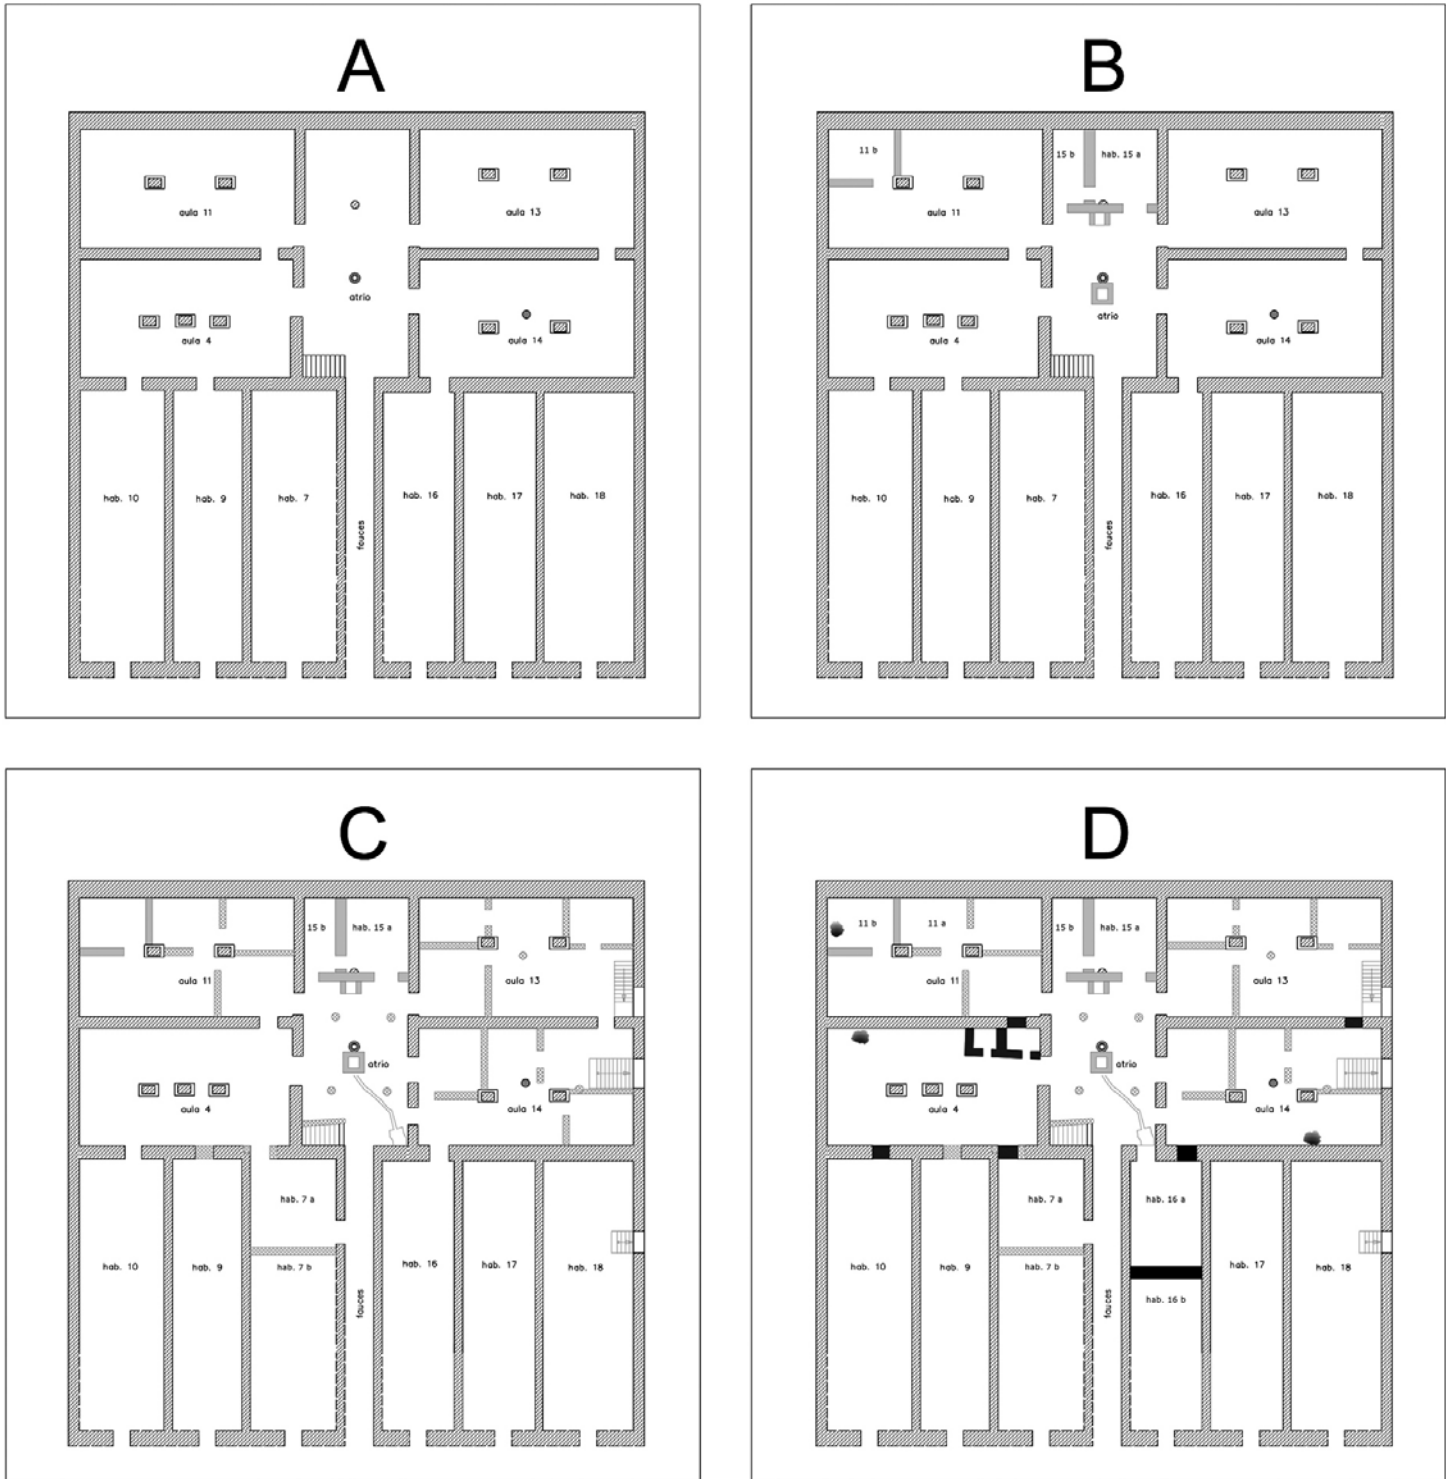 A
aula 11
aula 13
atrio
aula 4
aula 14
hab. 10
hab. 9
hab. 7
hab. 16
hab. 17
hab. 18
fauces
B
11 b
15 b
hab. 15 a
aula 11
aula 13
atrio
aula 4
aula 14
hab. 10
hab. 9
hab. 7
hab. 16
hab. 17
hab. 18
fauces
C
15 b
hab. 15 a
aula 11
aula 13
atrio
aula 4
aula 14
hab. 7 a
hab. 10
hab. 9
hab. 7 b
hab. 16
hab. 17
hab. 18
fauces
D
11 b
11 a
15 b
hab. 15 a
aula 11
aula 13
atrio
aula 4
aula 14
hab. 7 a
hab. 16 a
hab. 10
hab. 9
hab. 7 b
hab. 17
hab. 18
hab. 16 b
fauces